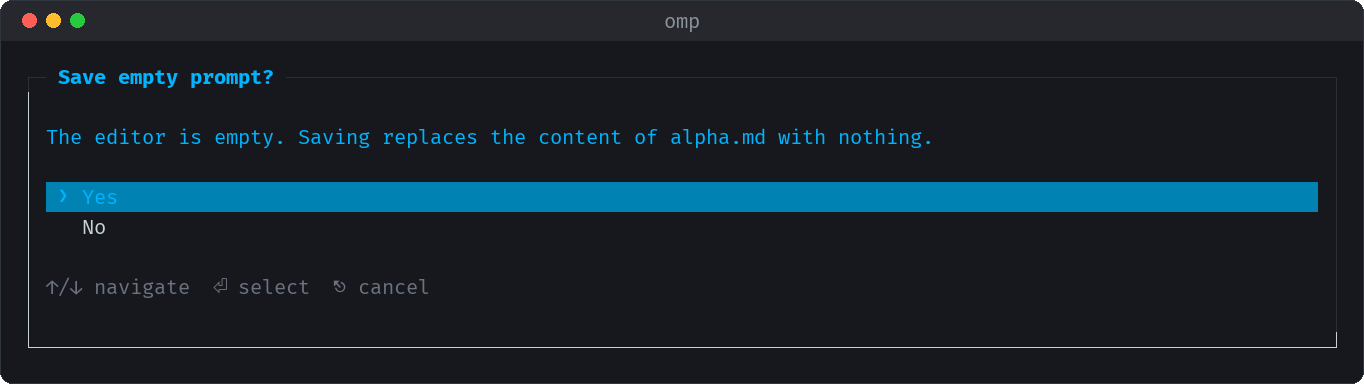 omp
Save empty prompt?
The editor is empty. Saving replaces the content of alpha.md with nothing.
❯ Yes
No
↑/↓ navigate ⏎ select ⎋ cancel